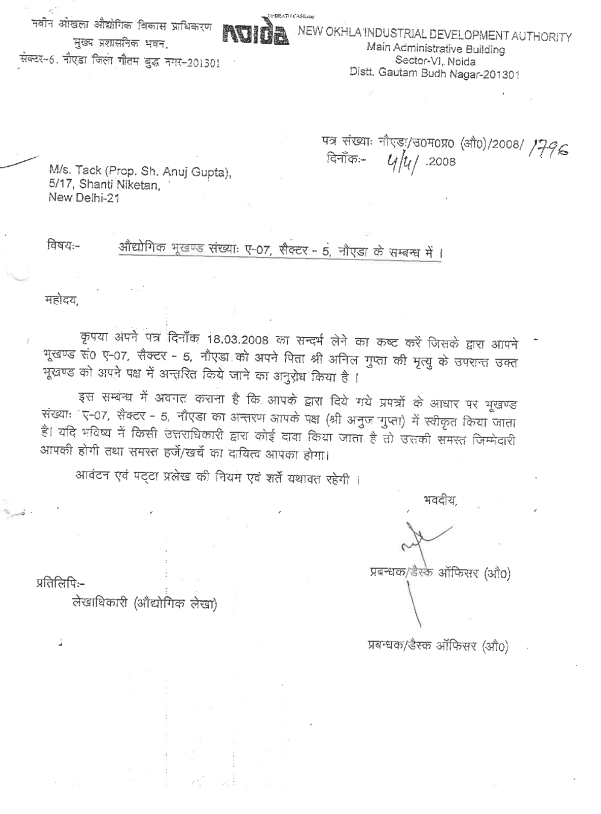 नवीन ओखला औद्योगिक विकास प्राधिकरण
मुख्य प्रशासनिक भवन,
सेक्टर-6, नौएडा जिला गौतम बुद्ध नगर-201301
NOIDA
NEW OKHLA INDUSTRIAL DEVELOPMENT AUTHORITY
Main Administrative Building
Sector-VI, Noida
Distt. Gautam Budh Nagar-201301
पत्र संख्याः नौएडा/उ०म०प्र० (औ०)/2008/ 1796
दिनाँकः- 4/4/ .2008
M/s. Tack (Prop. Sh. Anuj Gupta),
5/17, Shanti Niketan,
New Delhi-21
विषयः- औद्योगिक भूखण्ड संख्याः ए-07, सैक्टर - 5, नौएडा के सम्बन्ध में ।
महोदय,
कृपया अपने पत्र दिनाँक 18.03.2008 का सन्दर्भ लेने का कष्ट करें जिसके द्वारा आपने
भूखण्ड सं0 ए-07, सैक्टर - 5, नौएडा को अपने पिता श्री अनिल गुप्ता की मृत्यु के उपरान्त उक्त
भूखण्ड को अपने पक्ष में अन्तरित किये जाने का अनुरोध किया है ।
इस सम्बन्ध में अवगत कराना है कि आपके द्वारा दिये गये प्रपत्रों के आधार पर भूखण्ड
संख्याः ए-07, सैक्टर - 5, नौएडा का अन्तरण आपके पक्ष (श्री अनुज गुप्ता) में स्वीकृत किया जाता
है। यदि भविष्य में किसी उत्तराधिकारी द्वारा कोई दावा किया जाता है तो उसकी समस्त जिम्मेदारी
आपकी होगी तथा समस्त हर्जे/खर्चे का दायित्व आपका होगा।
आवंटन एवं पट्टा प्रलेख की नियम एवं शर्तें यथावत रहेगी ।
भवदीय,
प्रबन्धक/डैस्क ऑफिसर (औ0)
प्रतिलिपिः-
लेखाधिकारी (औद्योगिक लेखा)
प्रबन्धक/डैस्क ऑफिसर (औ0)